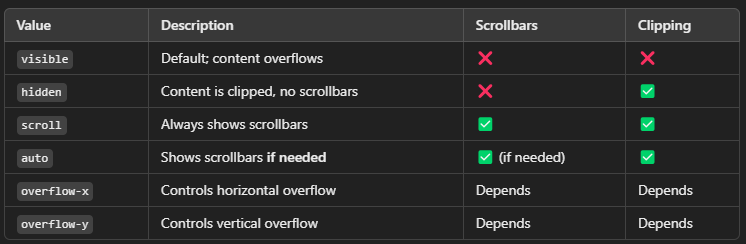 Value Description Scrollbars Clipping
visible Default; content overflows ❌ ❌
hidden Content is clipped, no scrollbars ❌ ✅
scroll Always shows scrollbars ✅ ✅
auto Shows scrollbars if needed ✅ (if needed) ✅
overflow-x Controls horizontal overflow Depends Depends
overflow-y Controls vertical overflow Depends Depends